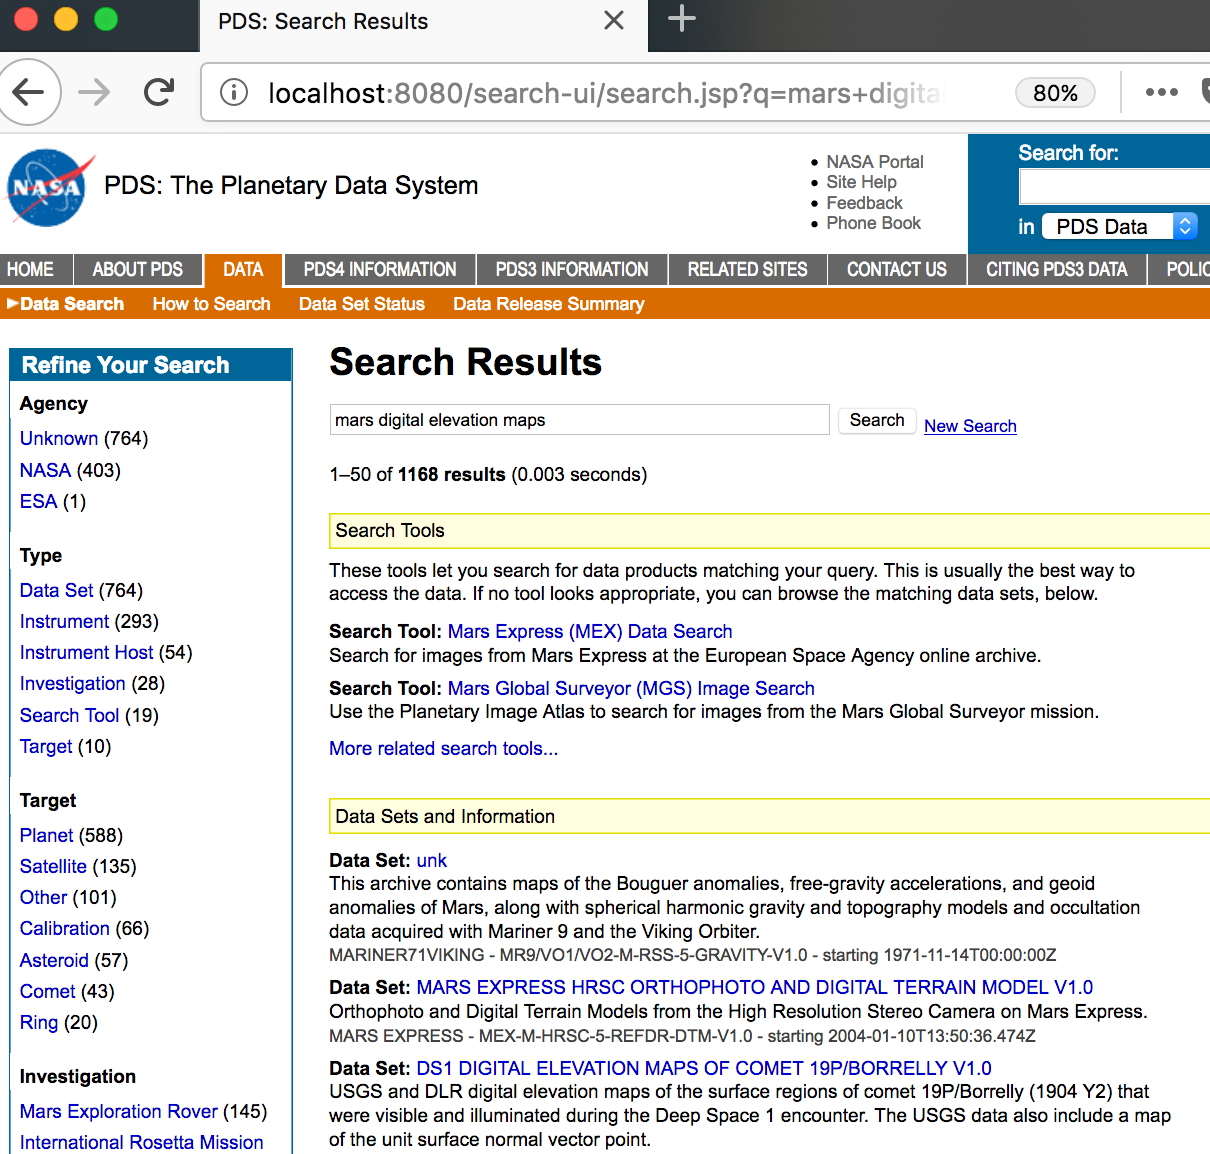 PDS: Search Results
localhost:8080/search-ui/search.jsp?q=mars+digita
80%
NASA
PDS: The Planetary Data System
NASA Portal
Site Help
Feedback
Phone Book
Search for:
in PDS Data
HOME ABOUT PDS DATA PDS4 INFORMATION PDS3 INFORMATION RELATED SITES CONTACT US CITING PDS3 DATA POLIC
Data Search How to Search Data Set Status Data Release Summary
Refine Your Search
Agency
Unknown (764)
NASA (403)
ESA (1)
Type
Data Set (764)
Instrument (293)
Instrument Host (54)
Investigation (28)
Search Tool (19)
Target (10)
Target
Planet (588)
Satellite (135)
Other (101)
Calibration (66)
Asteroid (57)
Comet (43)
Ring (20)
Investigation
Mars Exploration Rover (145)
International Rosetta Mission
Search Results
mars digital elevation maps Search New Search
1–50 of 1168 results (0.003 seconds)
Search Tools
These tools let you search for data products matching your query. This is usually the best way to
access the data. If no tool looks appropriate, you can browse the matching data sets, below.
Search Tool: Mars Express (MEX) Data Search
Search for images from Mars Express at the European Space Agency online archive.
Search Tool: Mars Global Surveyor (MGS) Image Search
Use the Planetary Image Atlas to search for images from the Mars Global Surveyor mission.
More related search tools...
Data Sets and Information
Data Set: unk
This archive contains maps of the Bouguer anomalies, free-gravity accelerations, and geoid
anomalies of Mars, along with spherical harmonic gravity and topography models and occultation
data acquired with Mariner 9 and the Viking Orbiter.
MARINER71VIKING - MR9/VO1/VO2-M-RSS-5-GRAVITY-V1.0 - starting 1971-11-14T00:00:00Z
Data Set: MARS EXPRESS HRSC ORTHOPHOTO AND DIGITAL TERRAIN MODEL V1.0
Orthophoto and Digital Terrain Models from the High Resolution Stereo Camera on Mars Express.
MARS EXPRESS - MEX-M-HRSC-5-REFDR-DTM-V1.0 - starting 2004-01-10T13:50:36.474Z
Data Set: DS1 DIGITAL ELEVATION MAPS OF COMET 19P/BORRELLY V1.0
USGS and DLR digital elevation maps of the surface regions of comet 19P/Borrelly (1904 Y2) that
were visible and illuminated during the Deep Space 1 encounter. The USGS data also include a map
of the unit surface normal vector point.